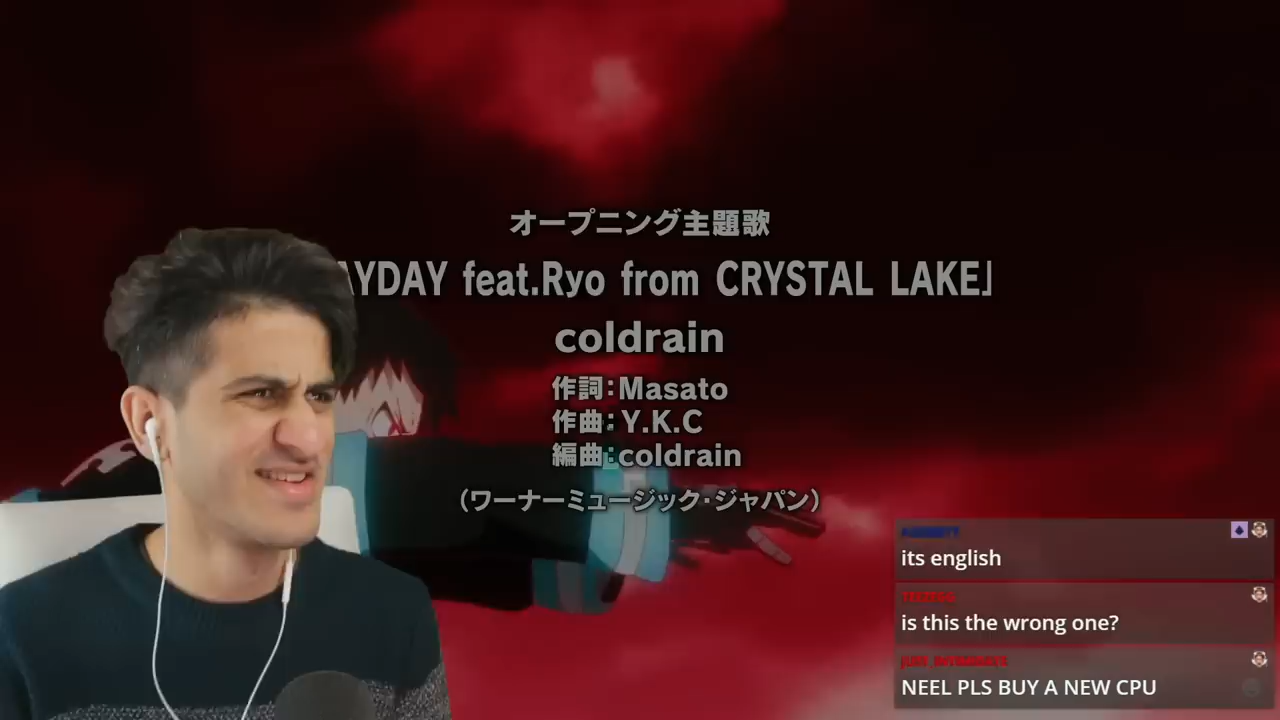 オープニング主題歌
AYDAY feat.Ryo from CRYSTAL LAKE」
coldrain
作詞:Masato
作曲:Y.K.C
編曲:coldrain
(ワーナーミュージック・ジャパン)
its english
is this the wrong one?
NEEL PLS BUY A NEW CPU